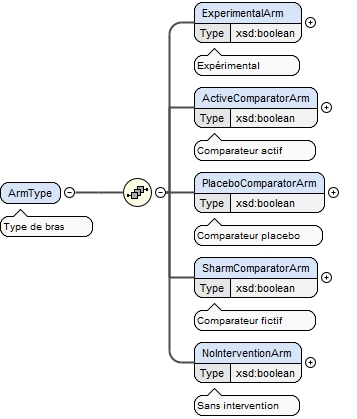 ExperimentalArm
Type xsd:boolean
Expérimental
ActiveComparatorArm
Type xsd:boolean
Comparateur actif
ArmType
Type de bras
PlaceboComparatorArm
Type xsd:boolean
Comparateur placebo
SharmComparatorArm
Type xsd:boolean
Comparateur fictif
NoInterventionArm
Type xsd:boolean
Sans intervention